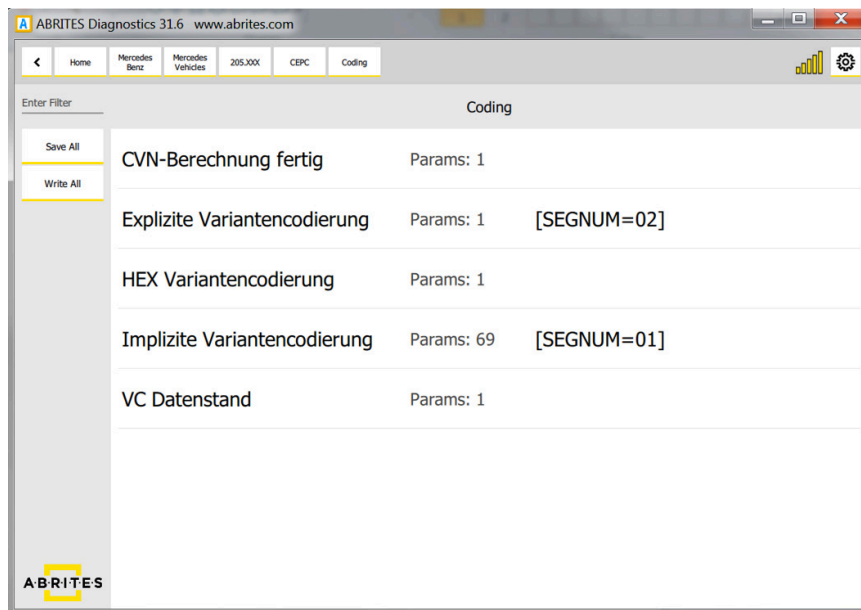 A ABRITES Diagnostics 31.6 www.abrites.com
Home
Mercedes
Benz
Mercedes
Vehicles
205.XXX
CEPC
Coding
Enter Filter
Coding
Save All
Write All
CVN-Berechnung fertig Params: 1
Explizite Variantencodierung Params: 1 [SEGNUM=02]
HEX Variantencodierung Params: 1
Implizite Variantencodierung Params: 69 [SEGNUM=01]
VC Datenstand Params: 1
A·B·R·I·T·E·S